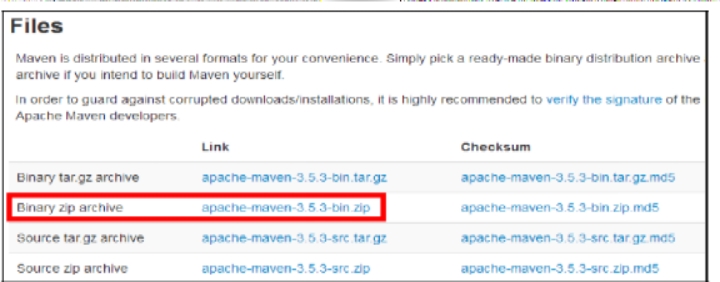 Files
Maven is distributed in several formats for your convenience. Simply pick a ready-made binary distribution archive
archive if you intend to build Maven yourself.
In order to guard against corrupted downloads/installations, it is highly recommended to verify the signature of the
Apache Maven developers.
Link Checksum
Binary tar.gz archive apache-maven-3.5.3-bin.tar.gz apache-maven-3.5.3-bin.tar.gz.md5
Binary zip archive apache-maven-3.5.3-bin.zip apache-maven-3.5.3-bin.zip.md5
Source tar.gz archive apache-maven-3.5.3-src.tar.gz apache-maven-3.5.3-src.tar.gz.md5
Source zip archive apache-maven-3.5.3-src.zip apache-maven-3.5.3-src.zip.md5